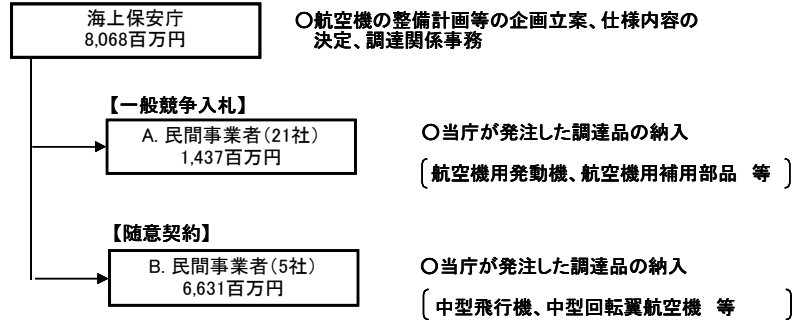 海上保安庁
8,068百万円
〇航空機の整備計画等の企画立案、仕様内容の
決定、調達関係事務
【一般競争入札】
A. 民間事業者(21社)
1,437百万円
〇当庁が発注した調達品の納入
航空機用発動機、航空機用補用部品 等
【随意契約】
B. 民間事業者(5社)
6,631百万円
〇当庁が発注した調達品の納入
中型飛行機、中型回転翼航空機 等